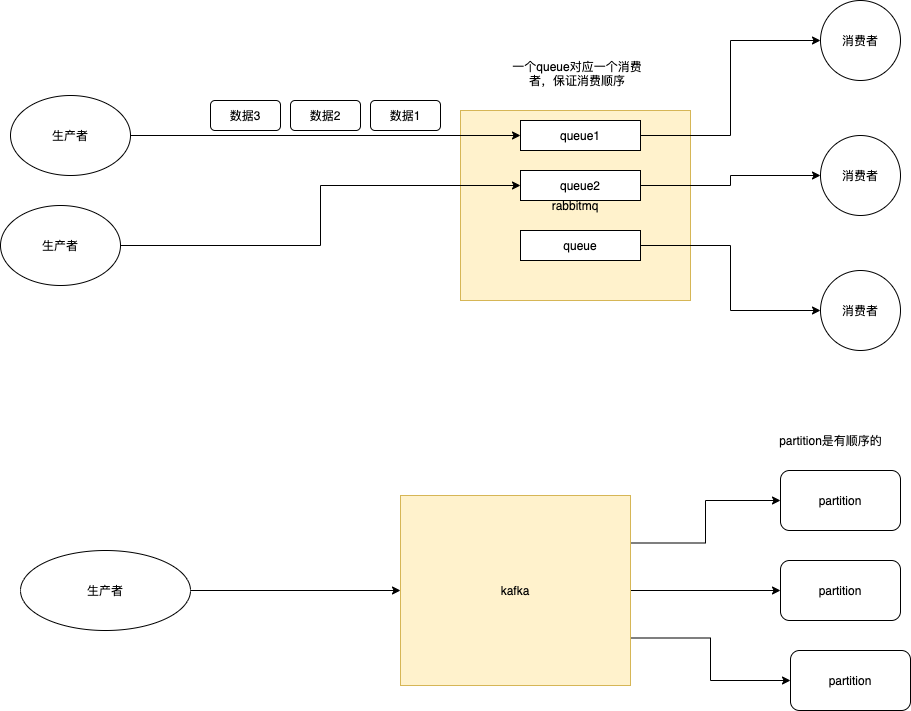 消费者
一个queue对应一个消费
者，保证消费顺序
数据3
数据2
数据1
生产者
queue1
消费者
queue2
rabbitmq
生产者
queue
消费者
partition是有顺序的
partition
生产者
kafka
partition
partition